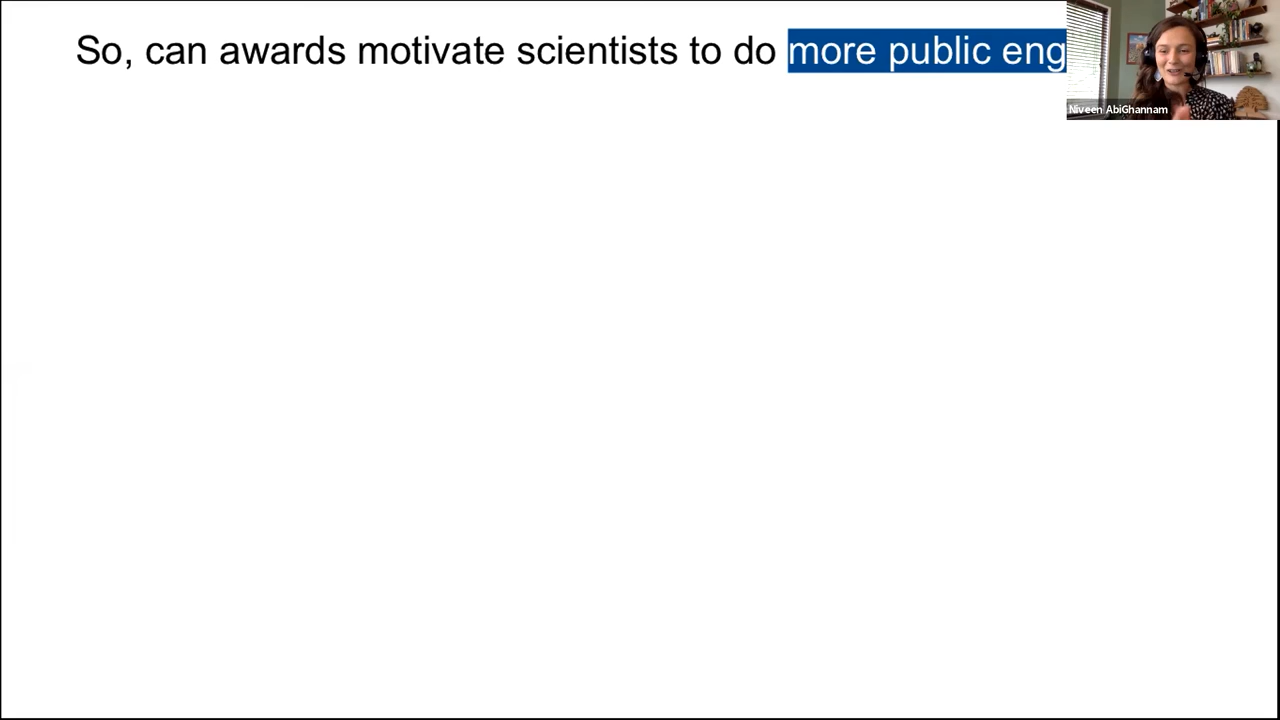 So, can awards motivate scientists to do more public eng
Niveen AbiGhannam